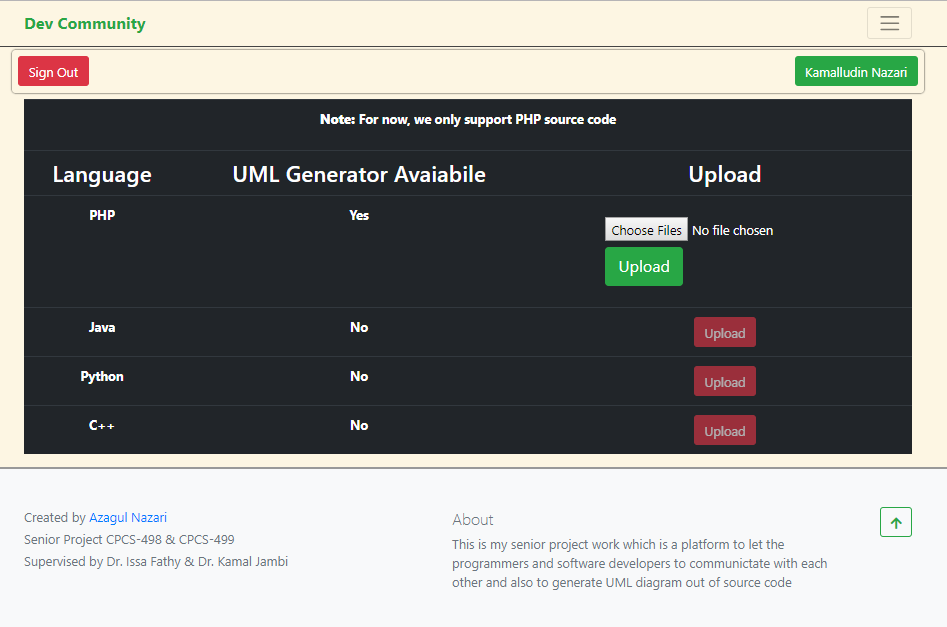 Dev Community
Sign Out
Kamalludin Nazari
Note: For now, we only support PHP source code
Language UML Generator Avaiabile Upload
PHP Yes Choose Files No file chosen
Upload
Java No Upload
Python No Upload
C++ No Upload
Created by Azagul Nazari
Senior Project CPCS-498 & CPCS-499
Supervised by Dr. Issa Fathy & Dr. Kamal Jambi
About
This is my senior project work which is a platform to let the
programmers and software developers to communictate with each
other and also to generate UML diagram out of source code